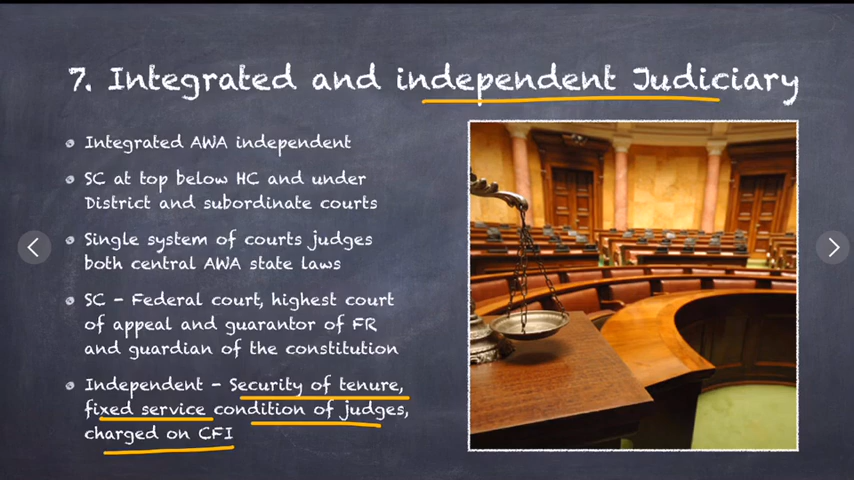 7. Integrated and independent Judiciary
Integrated AWA independent
SC at top below HC and under
District and subordinate courts
Single system of courts judges
both central AWA state laws
SC - Federal court, highest court
of appeal and guarantor of FR
and guardian of the constitution
Independent - Security of tenure,
fixed service condition of judges,
charged on CFI